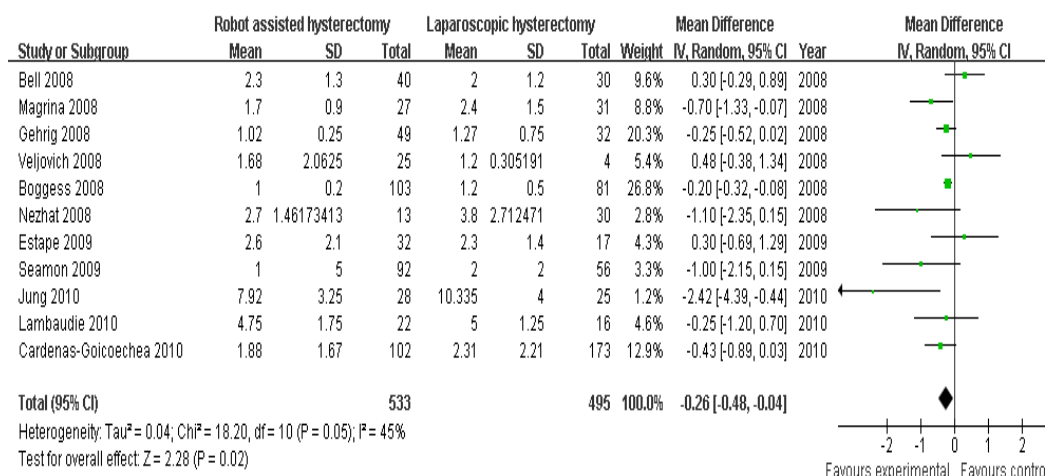 Robot assisted hysterectomy Laparoscopic hysterectomy Mean Difference Mean Difference
Study or Subgroup Mean SD Total Mean SD Total Weight IV, Random, 95% CI Year IV, Random, 95% CI
Bell 2008 2.3 1.3 40 2 1.2 30 9.6% 0.30 [-0.29, 0.89] 2008
Magrina 2008 1.7 0.9 27 2.4 1.5 31 8.8% -0.70 [-1.33, -0.07] 2008
Gehrig 2008 1.02 0.25 49 1.27 0.75 32 20.3% -0.25 [-0.52, 0.02] 2008
Veljovich 2008 1.68 2.0625 25 1.2 0.305191 4 5.4% 0.48 [-0.38, 1.34] 2008
Boggess 2008 1 0.2 103 1.2 0.5 81 26.8% -0.20 [-0.32, -0.08] 2008
Nezhat 2008 2.7 1.46173413 13 3.8 2.712471 30 2.8% -1.10 [-2.35, 0.15] 2008
Estape 2009 2.6 2.1 32 2.3 1.4 17 4.3% 0.30 [-0.69, 1.29] 2009
Seamon 2009 1 5 92 2 2 56 3.3% -1.00 [-2.15, 0.15] 2009
Jung 2010 7.92 3.25 28 10.335 4 25 1.2% -2.42 [-4.39, -0.44] 2010
Lambaudie 2010 4.75 1.75 22 5 1.25 16 4.6% -0.25 [-1.20, 0.70] 2010
Cardenas-Goicoechea 2010 1.88 1.67 102 2.31 2.21 173 12.9% -0.43 [-0.89, 0.03] 2010
Total (95% CI) 533 495 100.0% -0.26 [-0.48, -0.04]
Heterogeneity: Tau² = 0.04; Chi² = 18.20, df = 10 (P = 0.05); I² = 45%
Test for overall effect: Z = 2.28 (P = 0.02)
-2 -1 0 1 2
Favours experimental Favours contro